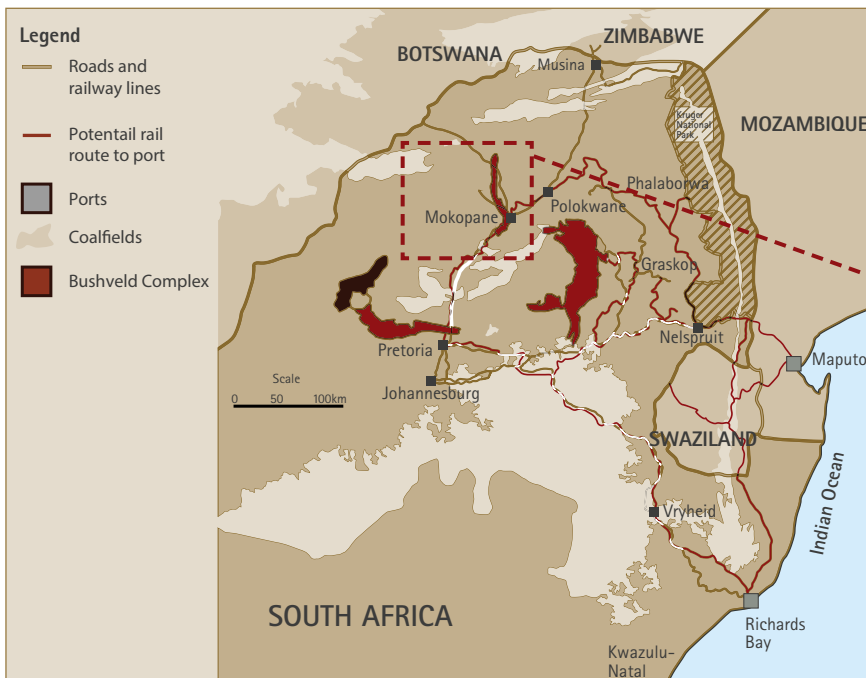 Legend
Roads and
railway lines
Potentail rail
route to port
Ports
Coalfields
Bushveld Complex
BOTSWANA
ZIMBABWE
Musina
Kruger
National
Park
MOZAMBIQUE
Phalaborwa
Polokwane
Mokopane
Graskop
Nelspruit
Pretoria
Maputo
Johannesburg
Scale
0 50 100km
SWAZILAND
Vryheid
Indian Ocean
SOUTH AFRICA
Richards
Bay
Kwazulu-
Natal